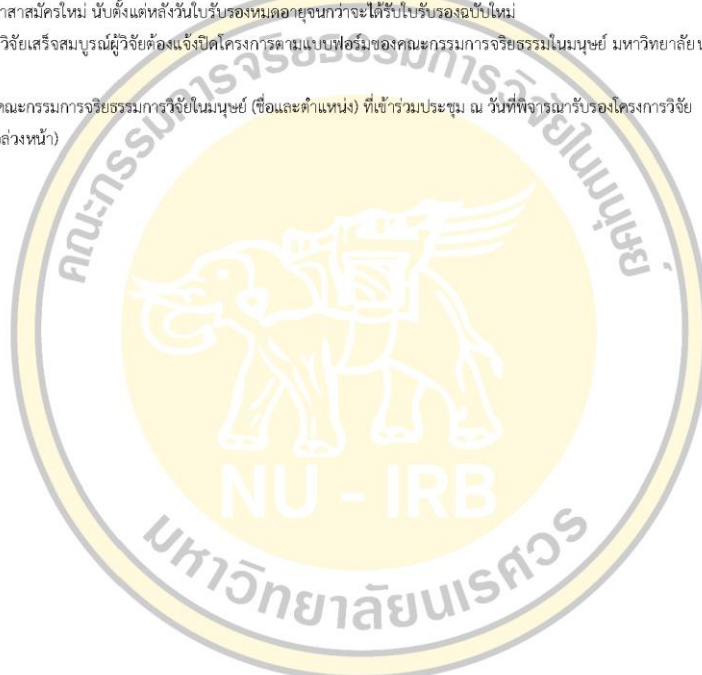 าสาสมัครใหม่ นับตั้งแต่หลังวันใบรับรองหมดอายุจนกว่าจะได้รับใบรับรองฉบับใหม่
วิจัยเสร็จสมบูรณ์ผู้วิจัยต้องแจ้งปิดโครงการตามแบบฟอร์มของคณะกรรมการจริยธรรมในมนุษย์ มหาวิทยาลัยน
คณะกรรมการจริยธรรมการวิจัยในมนุษย์ (ชื่อและตำแหน่ง) ที่เข้าร่วมประชุม ณ วันที่พิจารณารับรองโครงการวิจัย
ล่วงหน้า)
คณะกรรมการจริยธรรมการวิจัยในมนุษย์
NU - IRB
มหาวิทยาลัยนเรศวร